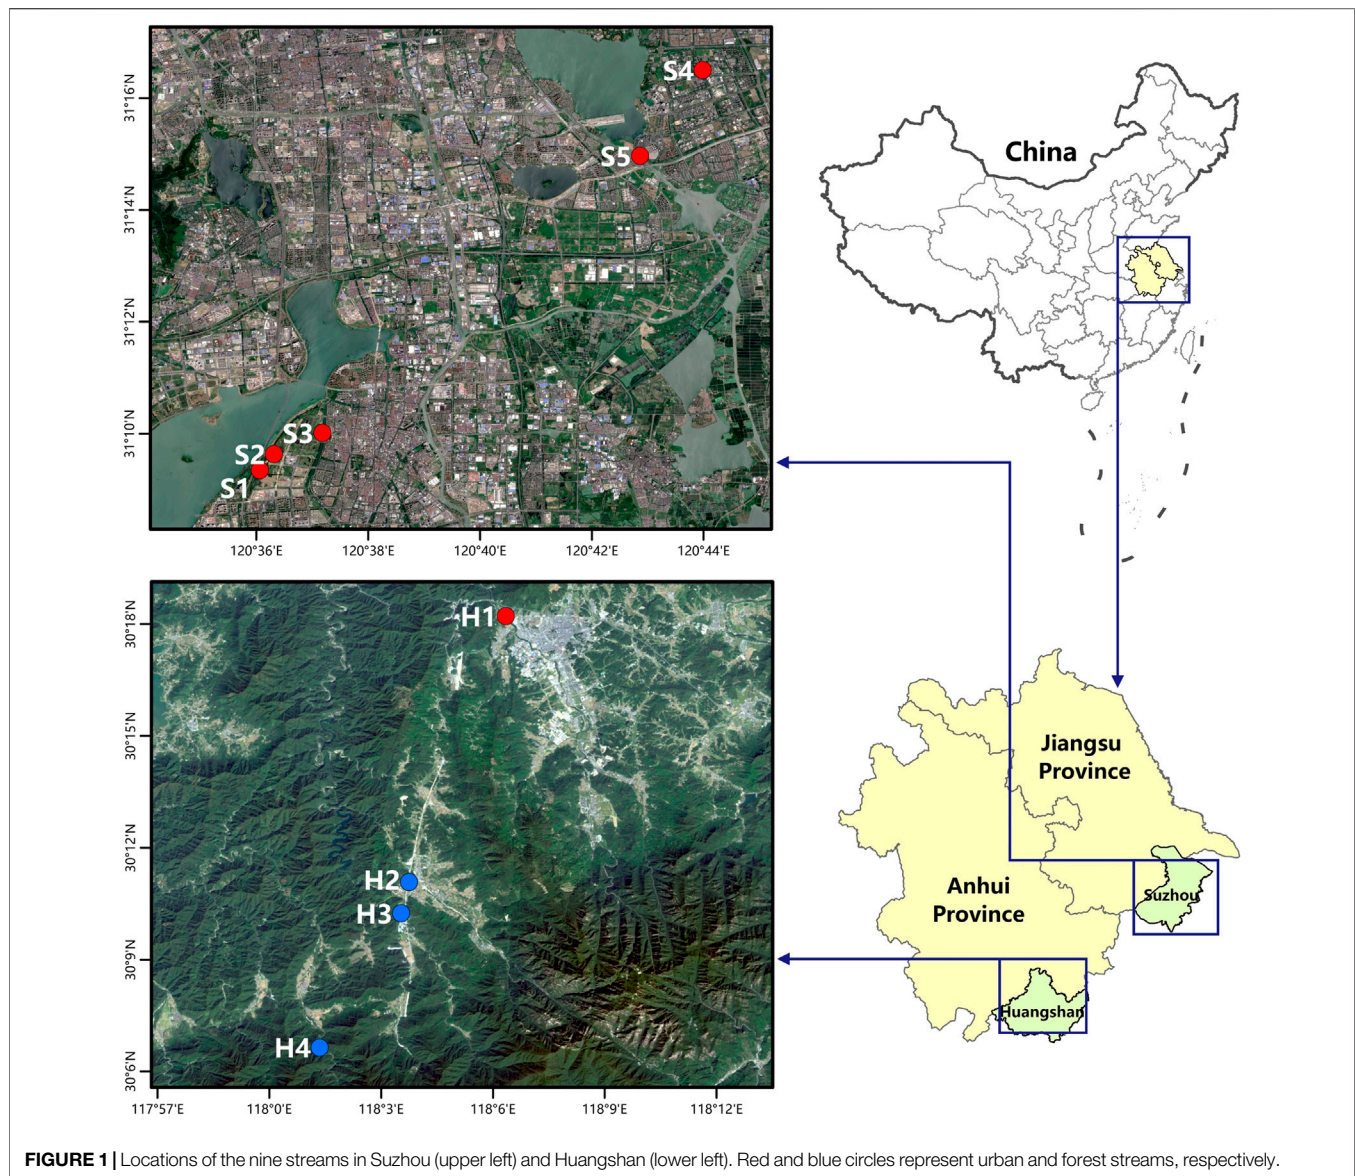 S4
S5
S3
S2
S1
31°16'N
31°14'N
31°12'N
31°10'N
120°36'E
120°38'E
120°40'E
120°42'E
120°44'E
China
H1
H2
H3
H4
30°18'N
30°15'N
30°12'N
30°9'N
30°6'N
117°57'E
118°0'E
118°3'E
118°6'E
118°9'E
118°12'E
Jiangsu
Province
Anhui
Province
Suzhou
Huangshan
FIGURE 1 | Locations of the nine streams in Suzhou (upper left) and Huangshan (lower left). Red and blue circles represent urban and forest streams, respectively.